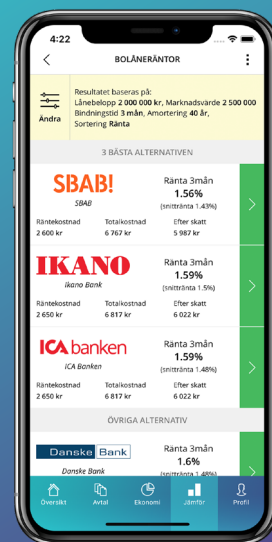 4:22
BOLÅNERÄNTOR
Resultatet baseras på:
Lånebelopp 2 000 000 kr, Marknadsvärde 2 500 000
Bindningstid 3 mån, Amortering 40 år,
Sortering Ränta
Ändra
3 BÄSTA ALTERNATIVEN
SBAB!
SBAB
Ränta 3mån
1.56%
(snittränta 1.43%)
Räntekostnad Totalkostnad Efter skatt
2 600 kr 6 767 kr 5 987 kr
IKANO
Ikano Bank
Ränta 3mån
1.59%
(snittränta 1.5%)
Räntekostnad Totalkostnad Efter skatt
2 650 kr 6 817 kr 6 022 kr
ICA banken
ICA Banken
Ränta 3mån
1.59%
(snittränta 1.48%)
Räntekostnad Totalkostnad Efter skatt
2 650 kr 6 817 kr 6 022 kr
ÖVRIGA ALTERNATIV
Danske Bank
Danske Bank
Ränta 3mån
1.6%
(snittränta 1.48%)
Översikt Avtal Ekonomi Jämför Profil